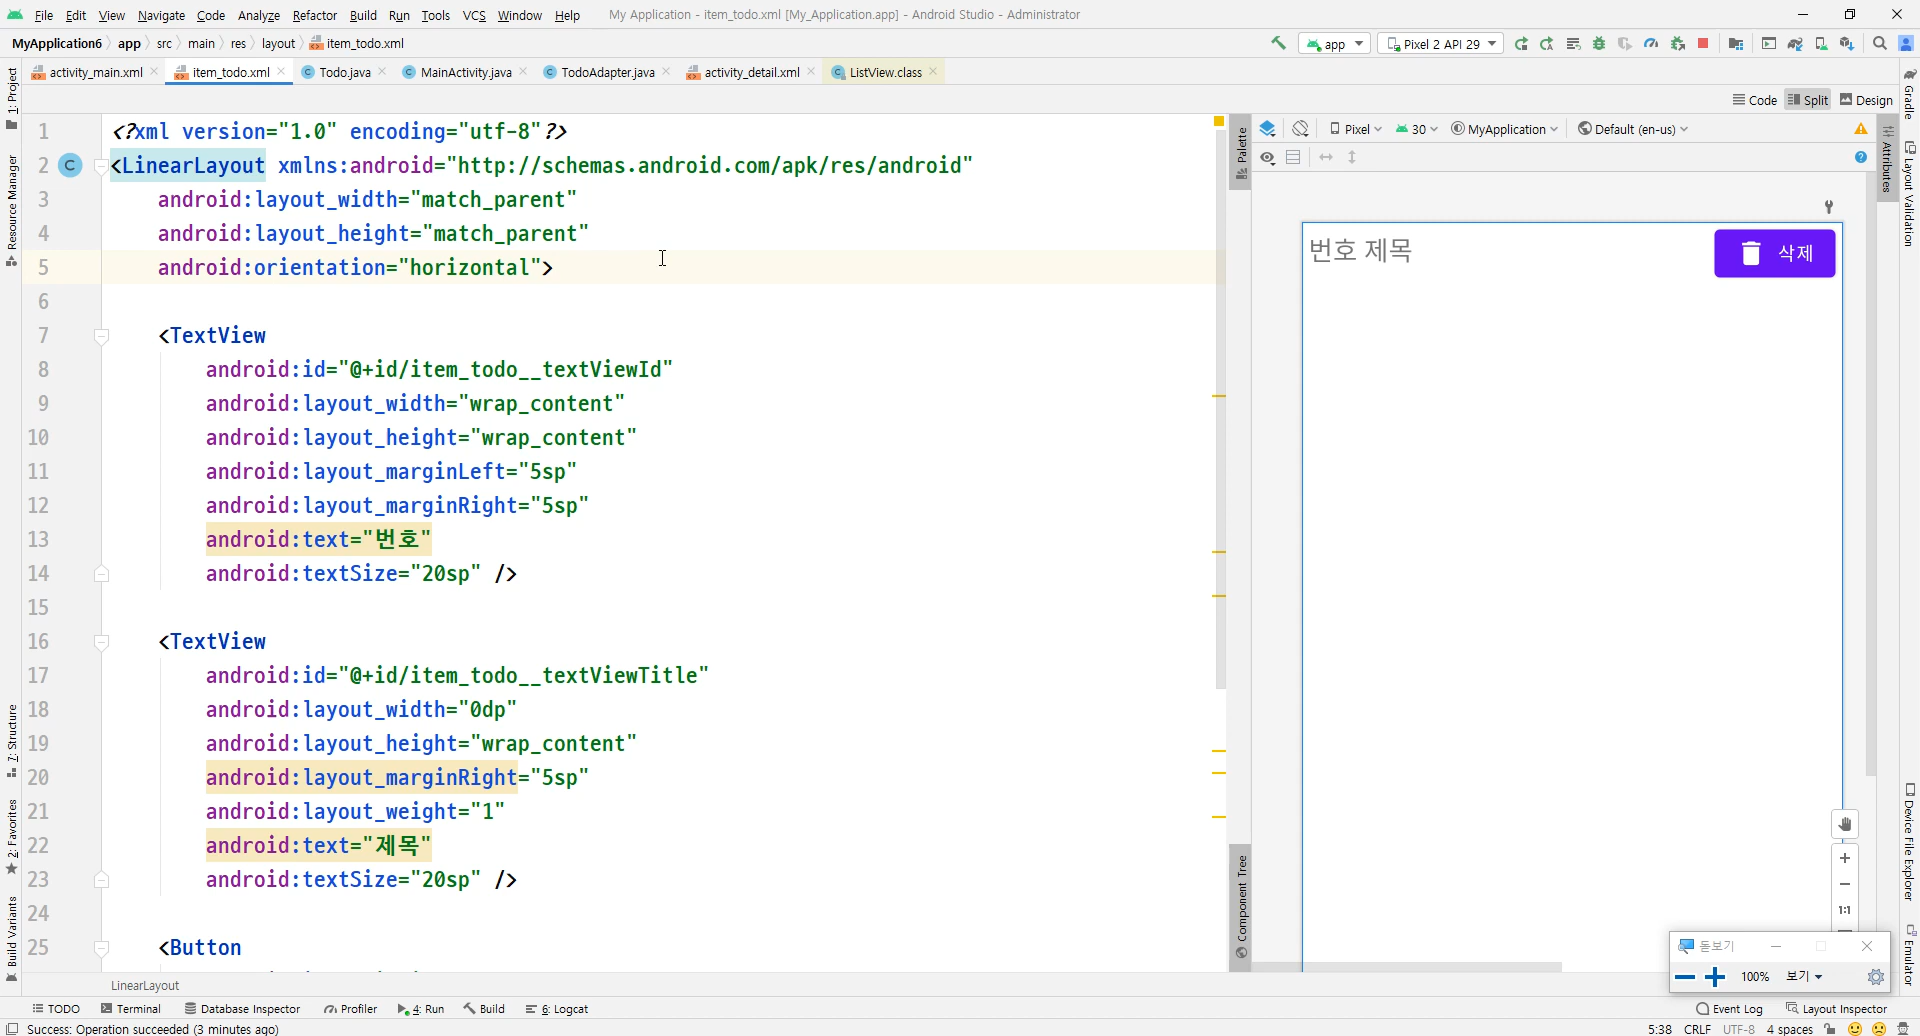 File Edit View Navigate Code Analyze Refactor Build Run Tools VCS Window Help My Application - item_todo.xml [My_Application.app] - Android Studio - Administrator
MyApplication6 app src main res layout item_todo.xml app Pixel 2 API 29
activity_main.xml item_todo.xml Todo.java MainActivity.java TodoAdapter.java activity_detail.xml ListView.class
Code Split Design
Pixel 30 MyApplication Default (en-us)
1 <?xml version="1.0" encoding="utf-8"?>
2 <LinearLayout xmlns:android="http://schemas.android.com/apk/res/android"
3 android:layout_width="match_parent"
4 android:layout_height="match_parent"
5 android:orientation="horizontal">
6
7 <TextView
8 android:id="@+id/item_todo__textViewId"
9 android:layout_width="wrap_content"
10 android:layout_height="wrap_content"
11 android:layout_marginLeft="5sp"
12 android:layout_marginRight="5sp"
13 android:text="번호"
14 android:textSize="20sp" />
15
16 <TextView
17 android:id="@+id/item_todo__textViewTitle"
18 android:layout_width="0dp"
19 android:layout_height="wrap_content"
20 android:layout_marginRight="5sp"
21 android:layout_weight="1"
22 android:text="제목"
23 android:textSize="20sp" />
24
25 <Button
LinearLayout
번호 제목 삭제
1:1
돋보기
100% 보기
1: Project
Resource Manager
7: Structure
2: Favorites
Build Variants
Palette
Component Tree
Attributes
Gradle
Layout Validation
Device File Explorer
Emulator
TODO Terminal Database Inspector Profiler 4: Run Build 6: Logcat Event Log Layout Inspector
Success: Operation succeeded (3 minutes ago) 5:38 CRLF UTF-8 4 spaces